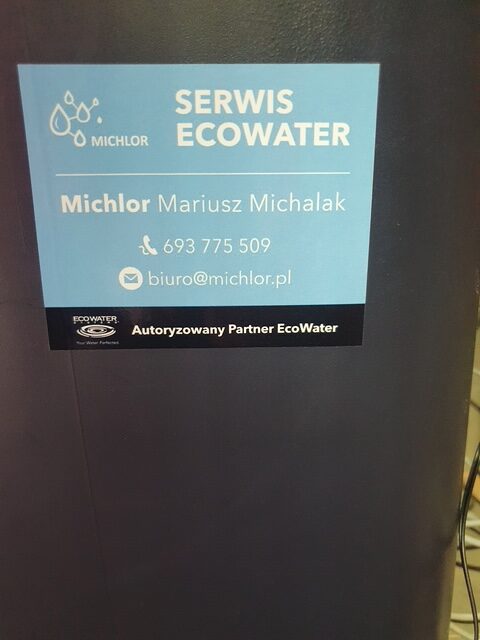 MICHLOR
SERWIS
ECOWATER
Michlor Mariusz Michalak
693 775 509
biuro@michlor.pl
ECOWATER
SYSTEMS
Your Water Perfected
Autoryzowany Partner EcoWater